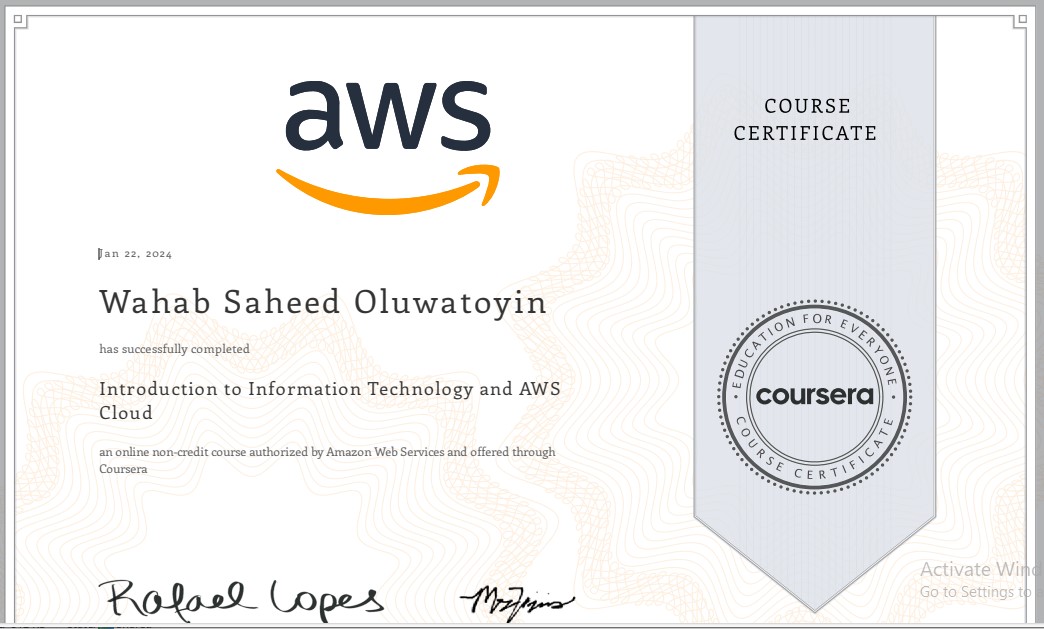 aws
COURSE
CERTIFICATE
Jan 22, 2024
Wahab Saheed Oluwatoyin
has successfully completed
Introduction to Information Technology and AWS
Cloud
an online non-credit course authorized by Amazon Web Services and offered through
Coursera
EDUCATION FOR EVERYONE
coursera
COURSE CERTIFICATE
Rafael Lopes
Activate Wind
Go to Settings to